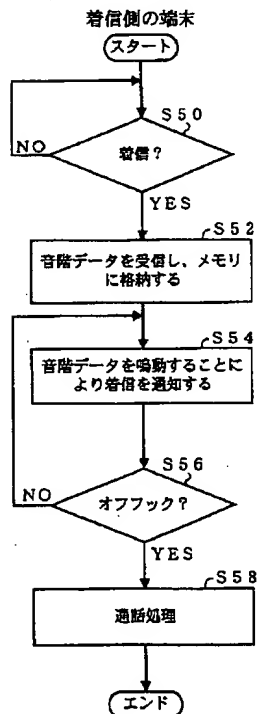 着信側の端末
スタート
S50
着信?
NO
YES
S52
音階データを受信し、メモリ
に格納する
S54
音階データを鳴動することに
より着信を通知する
S56
オフフック?
NO
YES
S58
通話処理
エンド